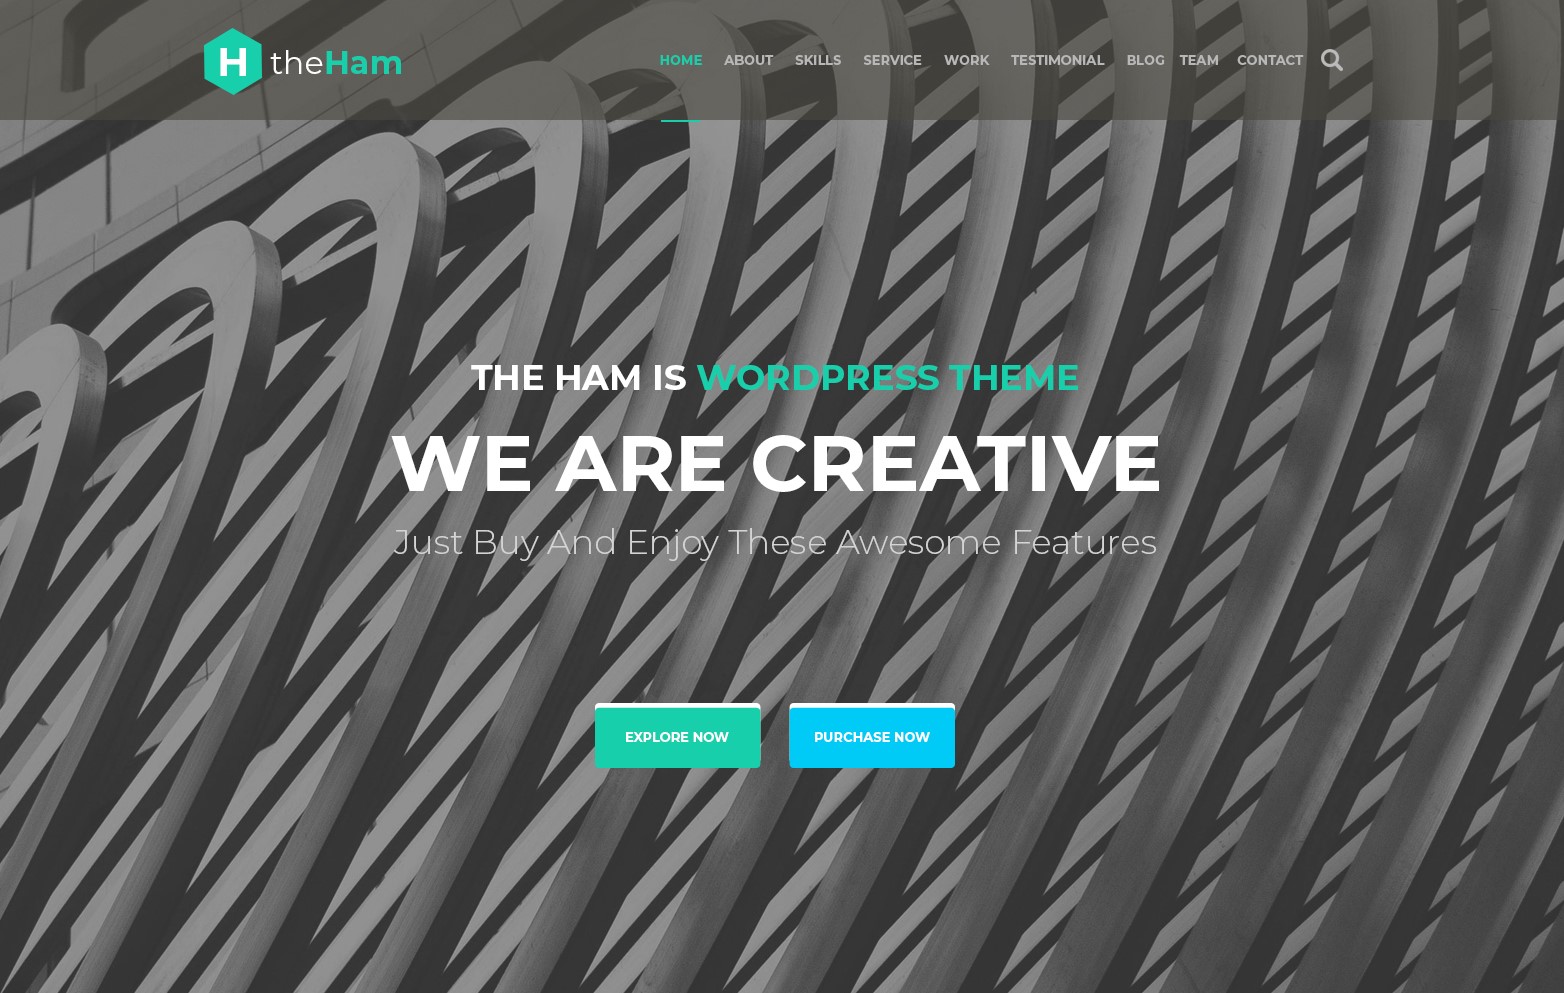 H theHam
HOME ABOUT SKILLS SERVICE WORK TESTIMONIAL BLOG TEAM CONTACT
THE HAM IS WORDPRESS THEME
WE ARE CREATIVE
Just Buy And Enjoy These Awesome Features
EXPLORE NOW PURCHASE NOW